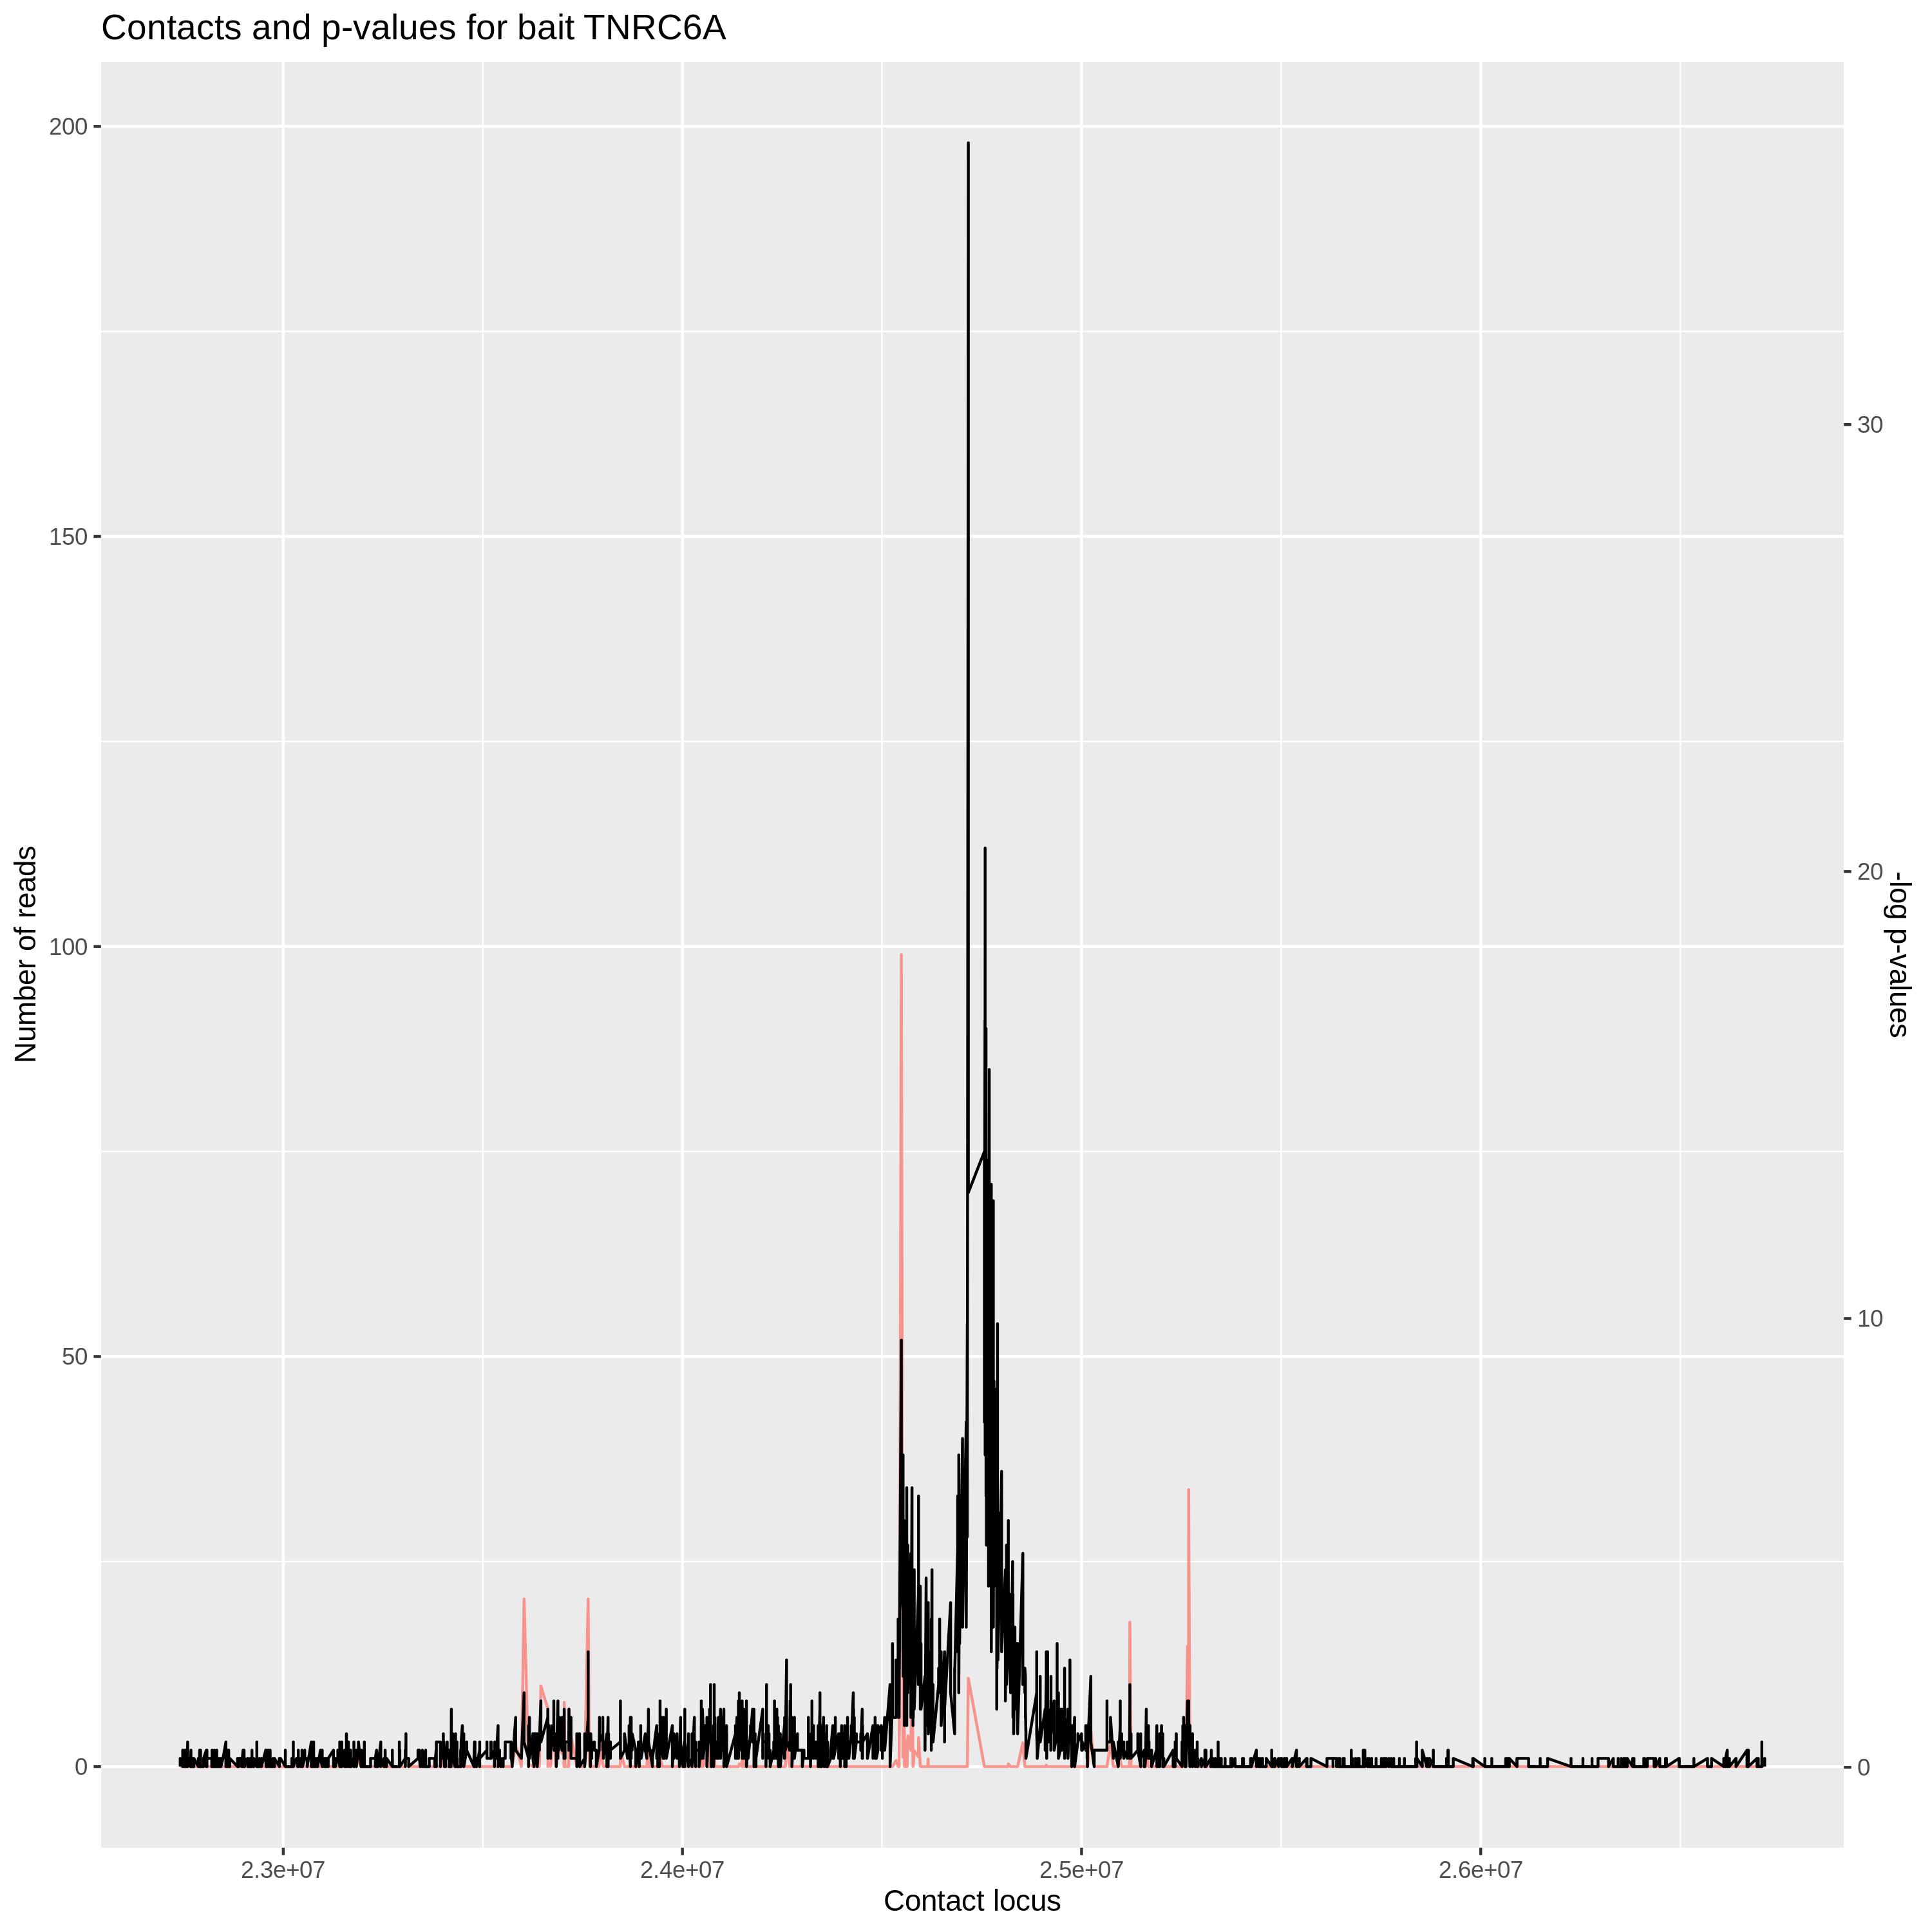 Contacts and p-values for bait TNRC6A
200
150
100
50
0
Number of reads
30
20
10
0
-log p-values
2.3e+07
2.4e+07
2.5e+07
2.6e+07
Contact locus